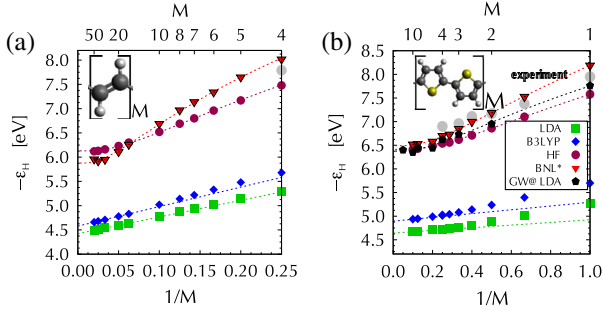 M
M
(a)
50 20 10 8 7 6 5 4
(b)
10 4 3 2 1
8.0
7.5
7.0
6.5
6.0
5.5
5.0
4.5
4.0
−εH [eV]
M
8.5
8.0
7.5
7.0
6.5
6.0
5.5
5.0
4.5
−εH [eV]
M
experiment
LDA
B3LYP
HF
BNL*
GW@ LDA
0.00 0.05 0.10 0.15 0.20 0.25
0.0 0.2 0.4 0.6 0.8 1.0
1/M
1/M